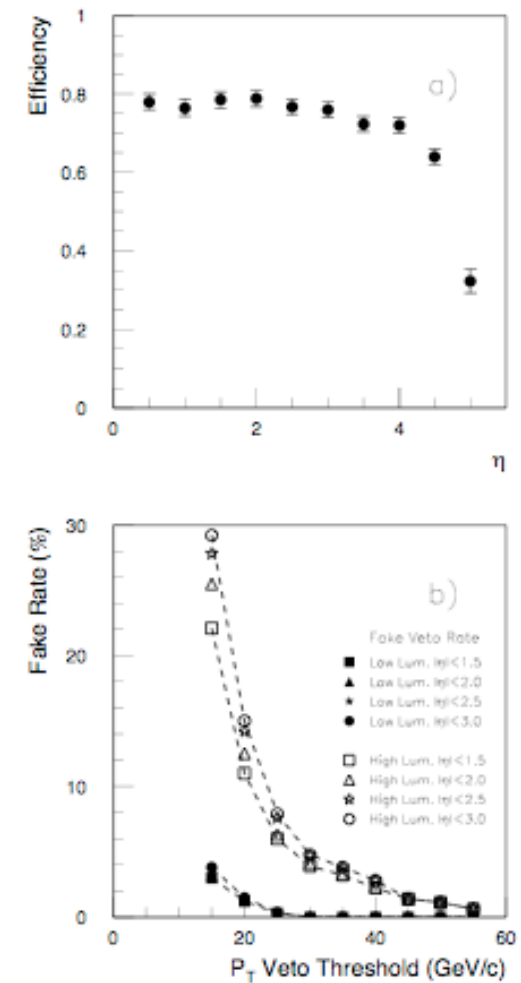 1
0.8
0.6
0.4
0.2
0
Efficiency
a)
0
2
4
η
30
20
10
0
Fake Rate (%)
b)
Fake Veto Rate
Low Lum. |η|<1.5
Low Lum. |η|<2.0
Low Lum. |η|<2.5
Low Lum. |η|<3.0
High Lum. |η|<1.5
High Lum. |η|<2.0
High Lum. |η|<2.5
High Lum. |η|<3.0
0
20
40
60
P_T Veto Threshold (GeV/c)